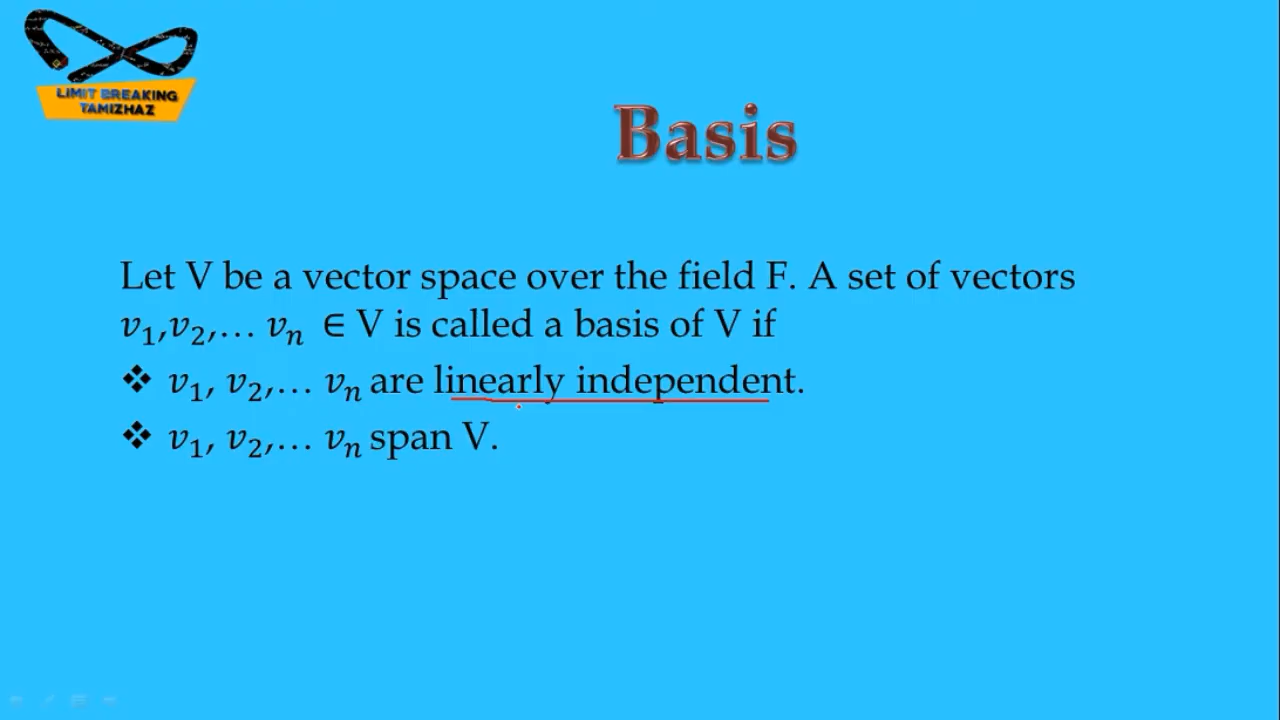 LIMIT BREAKING
TAMIZHAZ
Basis
Let V be a vector space over the field F. A set of vectors
𝑣₁,𝑣₂,… 𝑣ₙ ∈ V is called a basis of V if
❖ 𝑣₁, 𝑣₂,… 𝑣ₙ are linearly independent.
❖ 𝑣₁, 𝑣₂,… 𝑣ₙ span V.